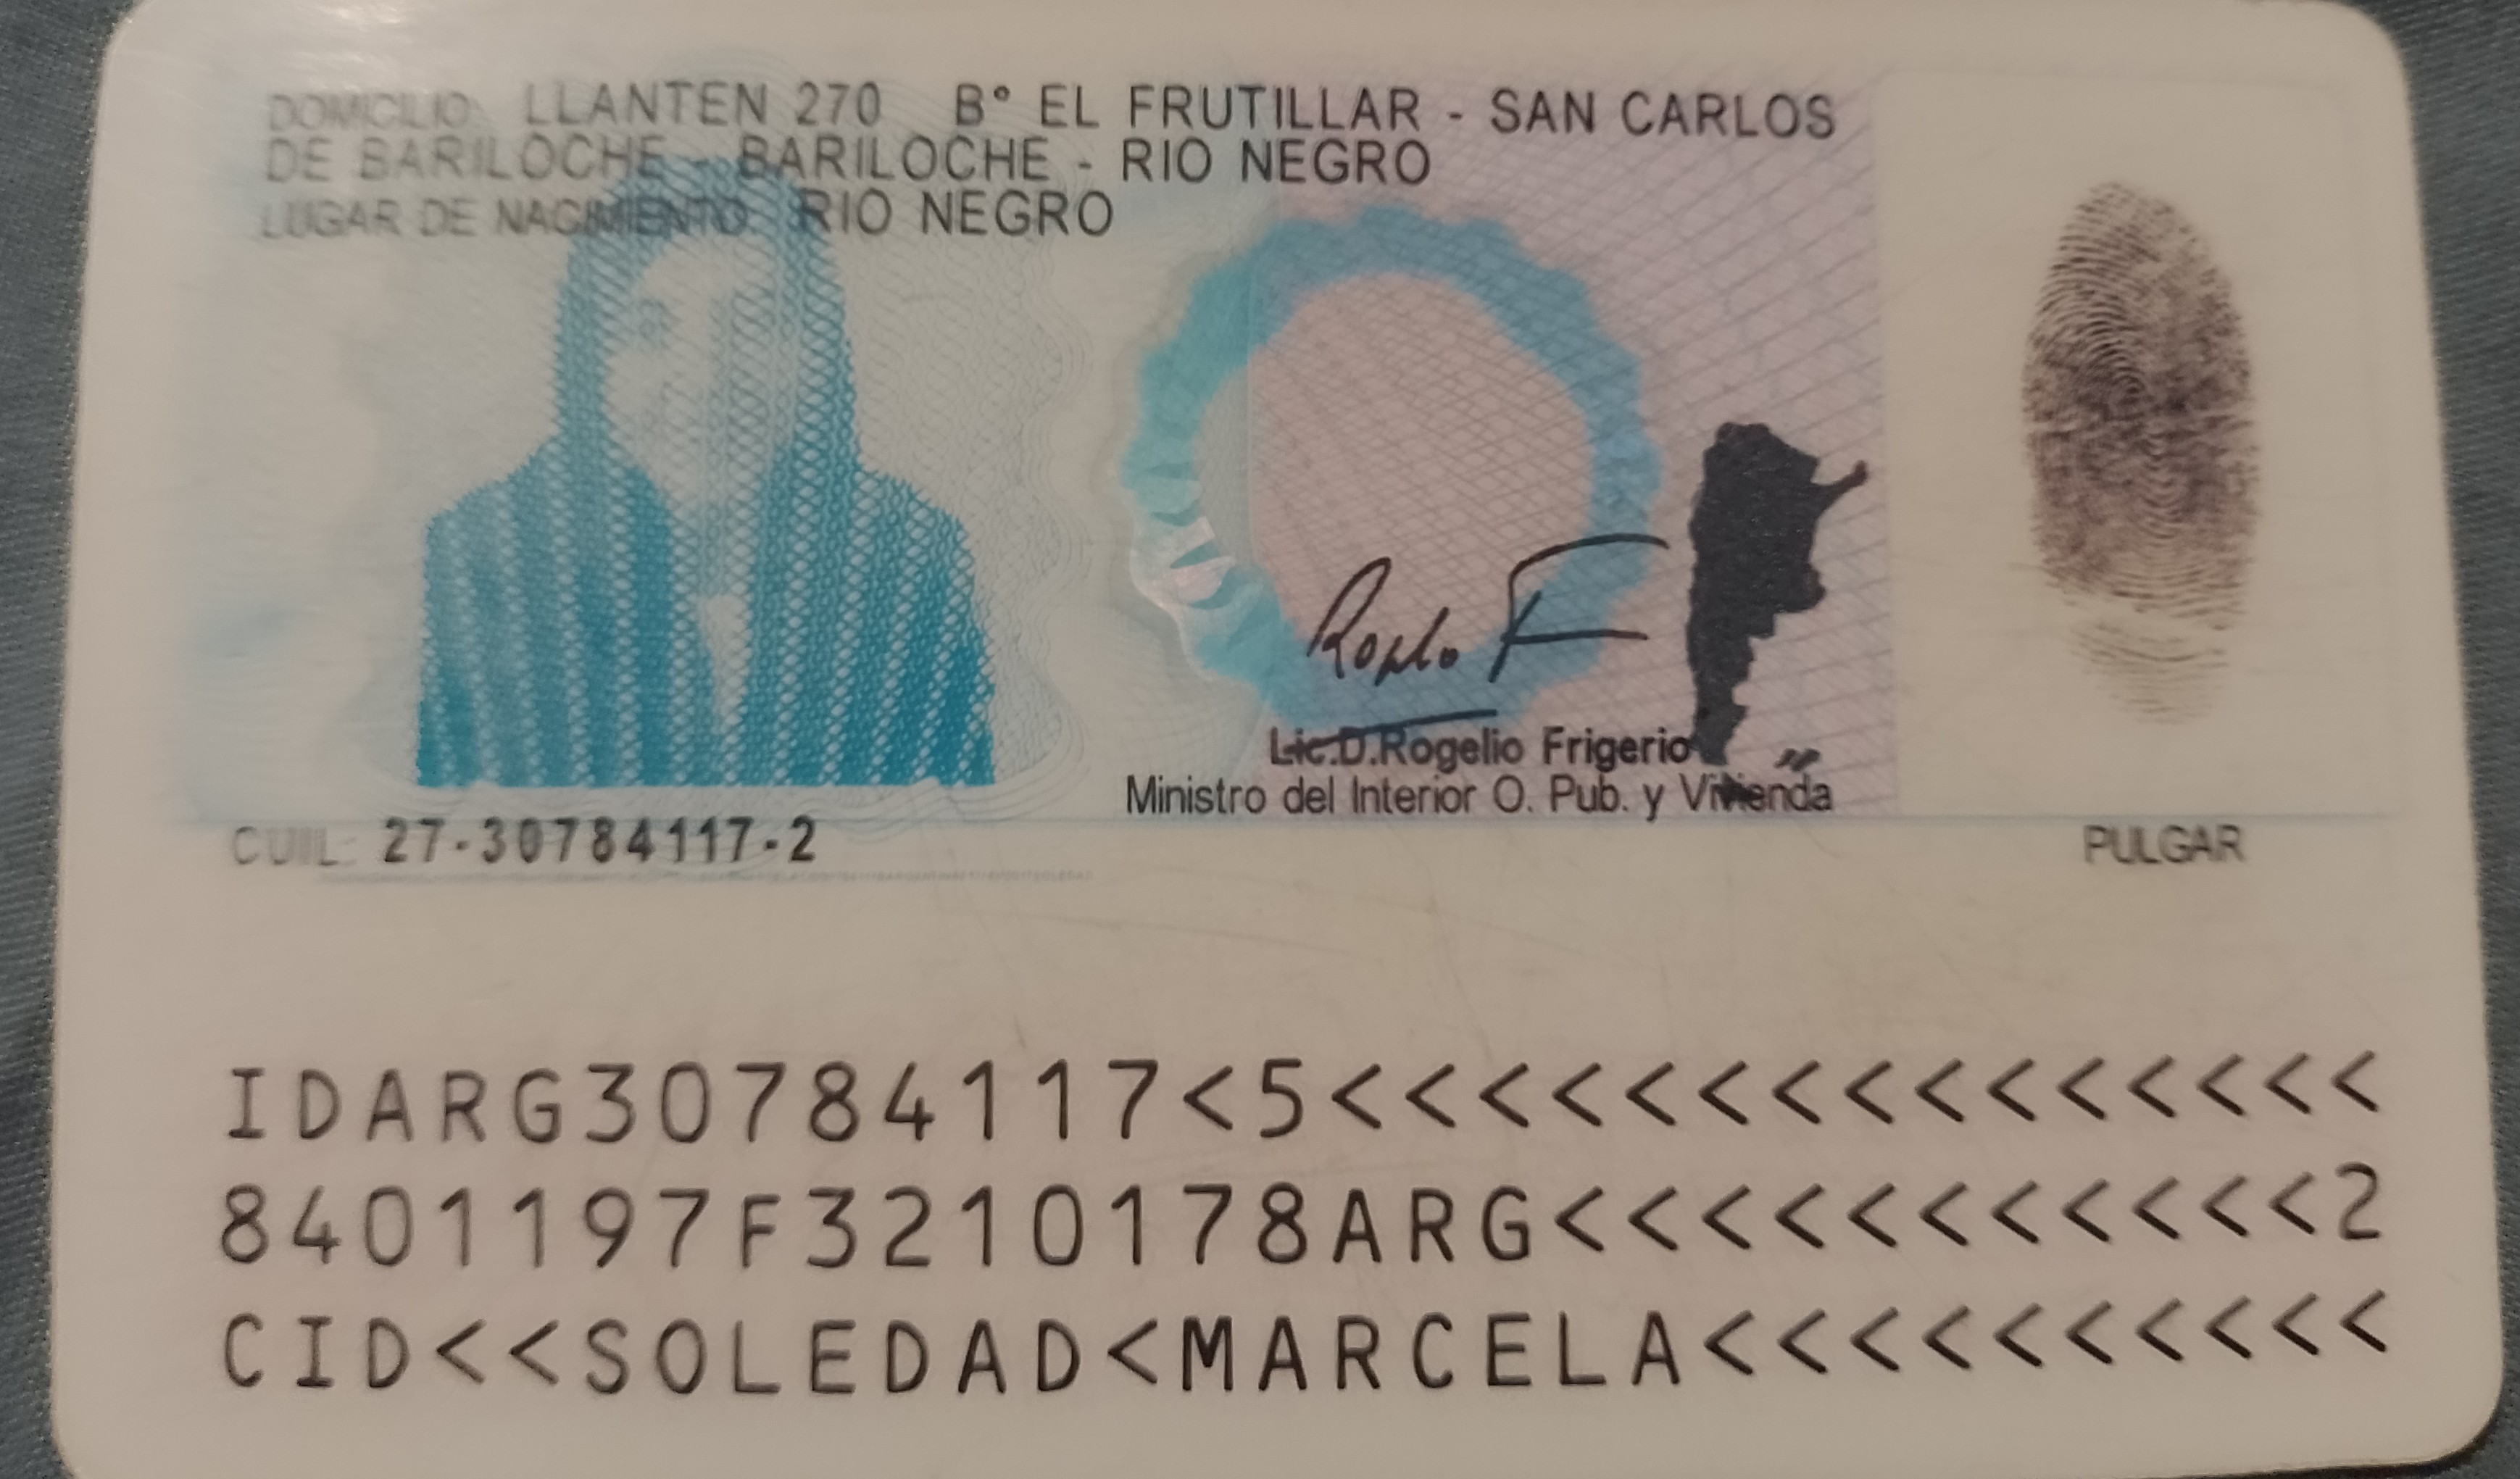 DOMICILIO: LLANTEN 270 B° EL FRUTILLAR - SAN CARLOS
DE BARILOCHE - BARILOCHE - RIO NEGRO
LUGAR DE NACIMIENTO: RIO NEGRO
Lic.D.Rogelio Frigerio
Ministro del Interior O. Pub. y Vivienda
CUIL: 27-30784117-2
PULGAR
IDARG30784117<5<<<<<<<<<<<<<<<
8401197F3210178ARG<<<<<<<<<<<2
CID<<SOLEDAD<MARCELA<<<<<<<<<<